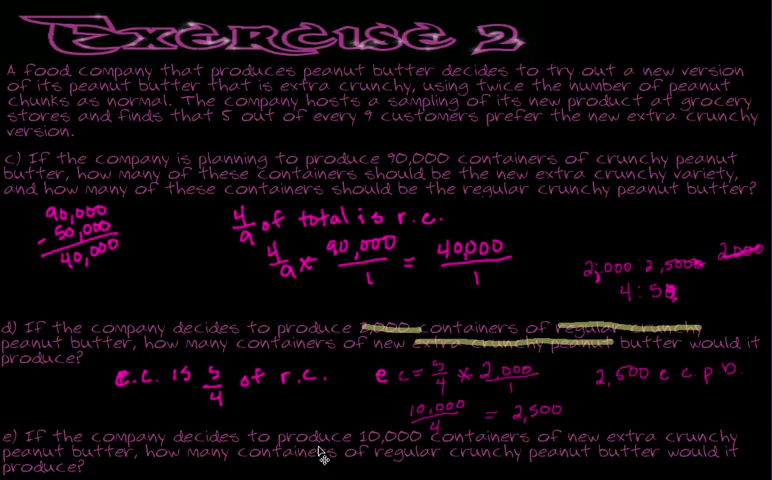 Exercise 2
A food company that produces peanut butter decides to try out a new version
of its peanut butter that is extra crunchy, using twice the number of peanut
chunks as normal. The company hosts a sampling of its new product at grocery
stores and finds that 5 out of every 9 customers prefer the new extra crunchy
version.
c) If the company is planning to produce 90,000 containers of crunchy peanut
butter, how many of these containers should be the new extra crunchy variety,
and how many of these containers should be the regular crunchy peanut butter?
90,000
- 50,000
40,000
4/9 of total is r.c.
4/9 * 90,000/1 = 40,000/1
2,000 : 2,500
4 : 5
d) If the company decides to produce 2,000 containers of regular crunchy
peanut butter, how many containers of new extra crunchy peanut butter would it
produce?
e.c. is 5/4 of r.c.
e c = 5/4 * 2,000/1
10,000/4 = 2,500
2,500 e c. p b.
e) If the company decides to produce 10,000 containers of new extra crunchy
peanut butter, how many containers of regular crunchy peanut butter would it
produce?